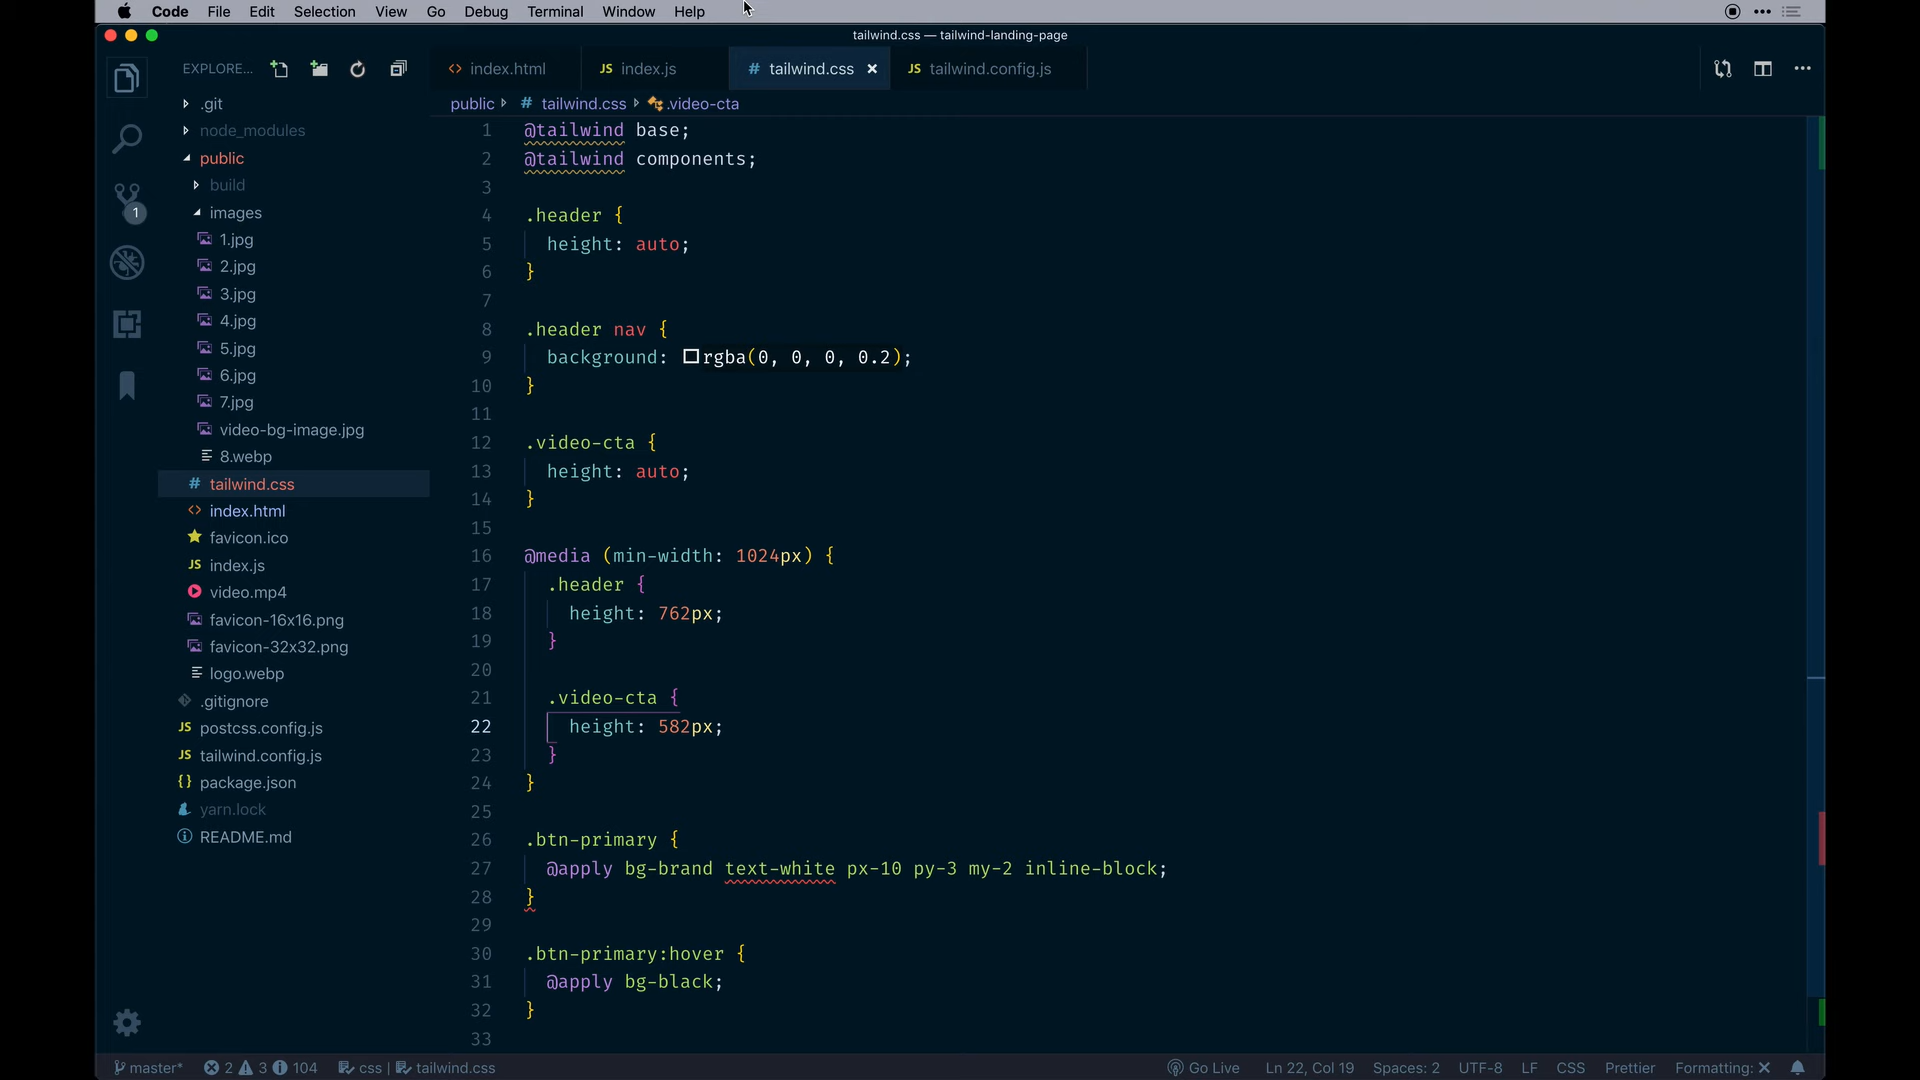 Code File Edit Selection View Go Debug Terminal Window Help
tailwind.css — tailwind-landing-page
EXPLORE...
index.html
JS index.js
# tailwind.css ×
JS tailwind.config.js
public # tailwind.css .video-cta
.git
node_modules
public
build
images
1.jpg
2.jpg
3.jpg
4.jpg
5.jpg
6.jpg
7.jpg
video-bg-image.jpg
8.webp
# tailwind.css
<> index.html
favicon.ico
JS index.js
video.mp4
favicon-16x16.png
favicon-32x32.png
logo.webp
.gitignore
JS postcss.config.js
JS tailwind.config.js
{} package.json
yarn.lock
README.md
1
1 @tailwind base;
2 @tailwind components;
3
4 .header {
5 height: auto;
6 }
7
8 .header nav {
9 background: rgba(0, 0, 0, 0.2);
10 }
11
12 .video-cta {
13 height: auto;
14 }
15
16 @media (min-width: 1024px) {
17 .header {
18 height: 762px;
19 }
20
21 .video-cta {
22 height: 582px;
23 }
24 }
25
26 .btn-primary {
27 @apply bg-brand text-white px-10 py-3 my-2 inline-block;
28 }
29
30 .btn-primary:hover {
31 @apply bg-black;
32 }
33
master* 2 3 104 css | tailwind.css
Go Live Ln 22, Col 19 Spaces: 2 UTF-8 LF CSS Prettier Formatting: ×